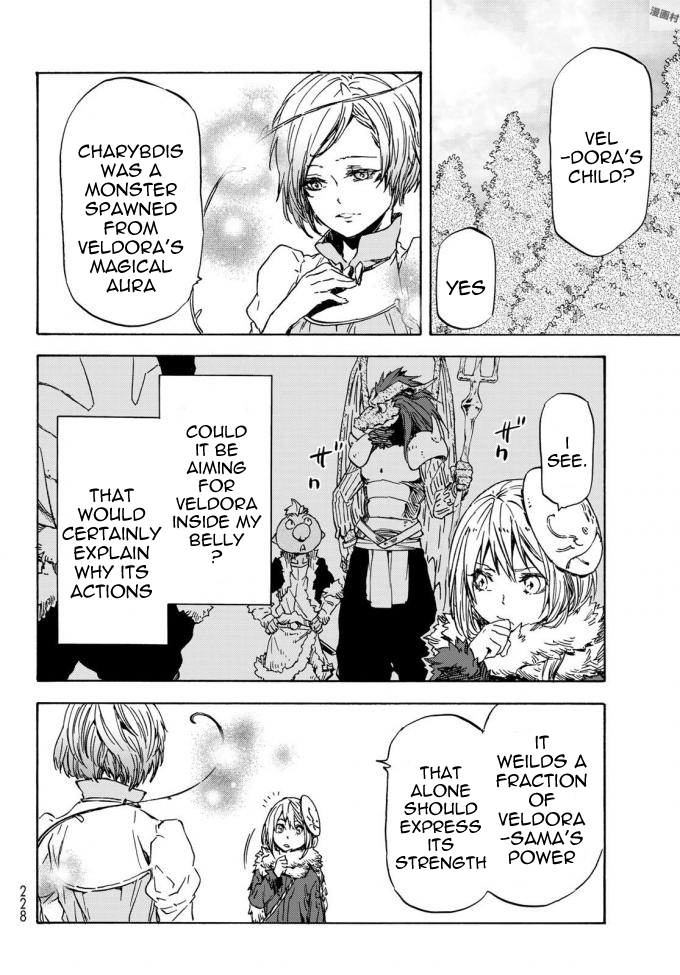 漫画村
VEL
-DORA'S
CHILD?
YES
CHARYBDIS
WAS A
MONSTER
SPAWNED
FROM
VELDORA'S
MAGICAL
AURA
I
SEE.
ザッ
ザッ
COULD
IT BE
AIMING
FOR
VELDORA
INSIDE MY
BELLY
?
THAT
WOULD
CERTAINLY
EXPLAIN
WHY ITS
ACTIONS
IT
WEILDS A
FRACTION
OF
VELDORA
-SAMA'S
POWER
THAT
ALONE
SHOULD
EXPRESS
ITS
STRENGTH
228